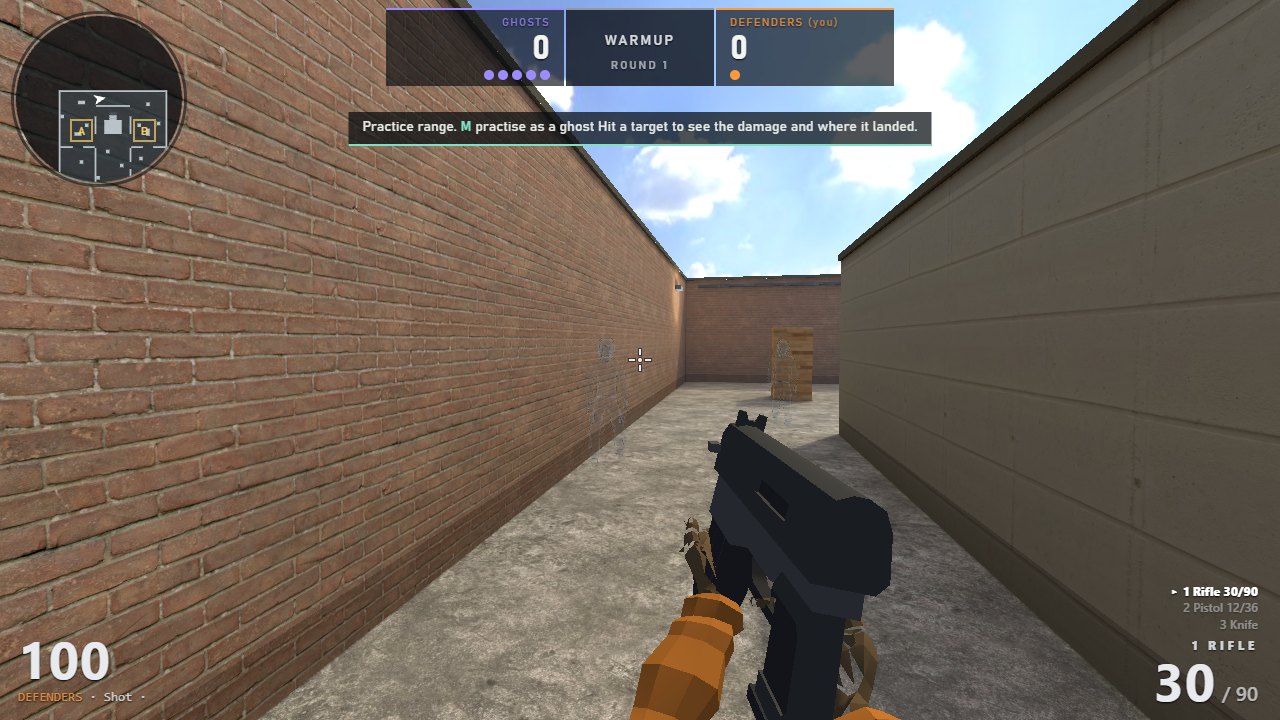 GHOSTS
0
WARMUP
ROUND 1
DEFENDERS (you)
0
A
B
Practice range. M practise as a ghost Hit a target to see the damage and where it landed.
▸ 1 Rifle 30/90
2 Pistol 12/36
3 Knife
1 RIFLE
30 / 90
100
DEFENDERS · Shot ·